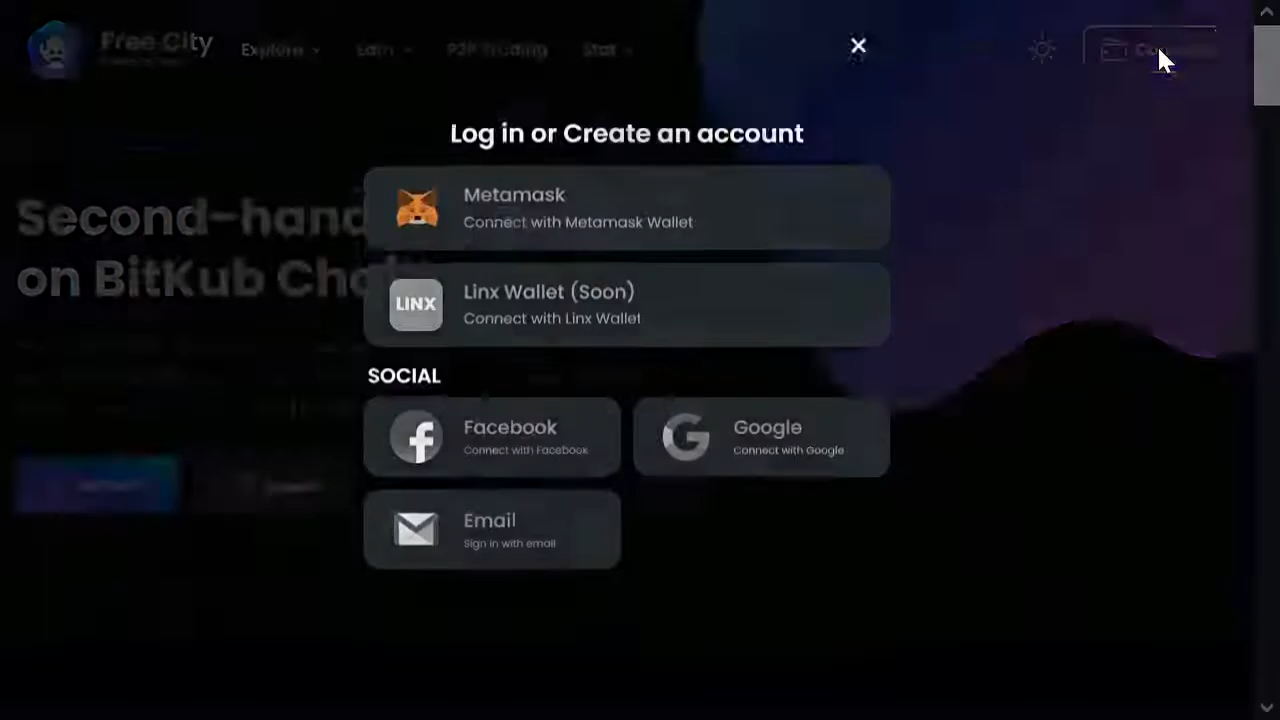 Free City
Explore
Earn
P2P Trading
Stat
Log in or Create an account
Metamask
Connect with Metamask Wallet
Second-hand
on BitKub Chain
LINX
Linx Wallet (Soon)
Connect with Linx Wallet
SOCIAL
Facebook
Connect with Facebook
Google
Connect with Google
Email
Sign in with email